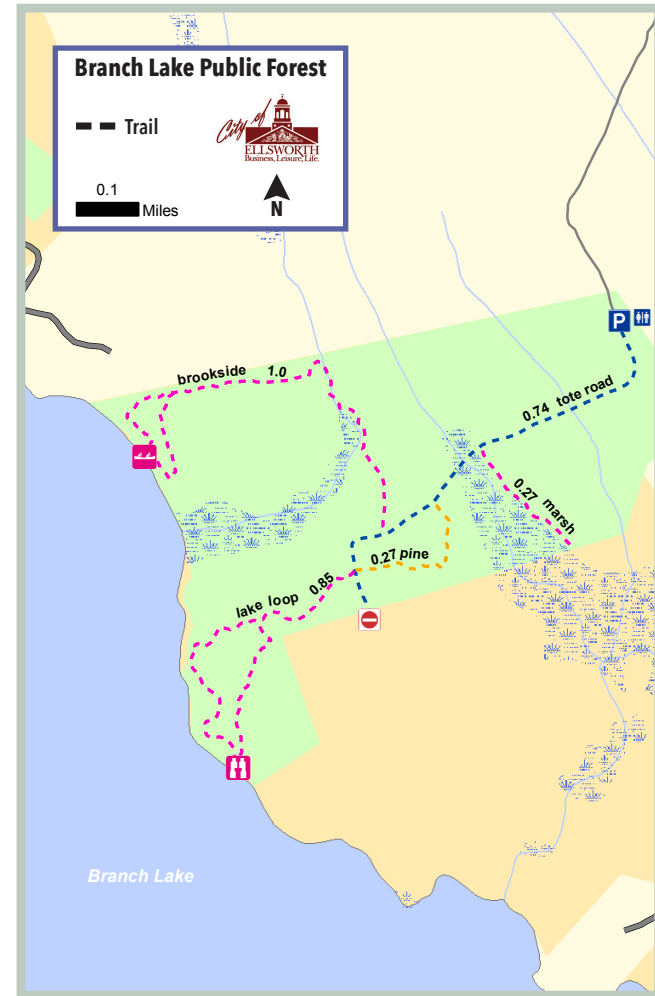 Branch Lake Public Forest
Trail
City of
ELLSWORTH
Business, Leisure, Life.
0.1
Miles
N
P
brookside 1.0
0.74 tote road
0.27 marsh
0.27 pine
lake loop 0.85
Branch Lake